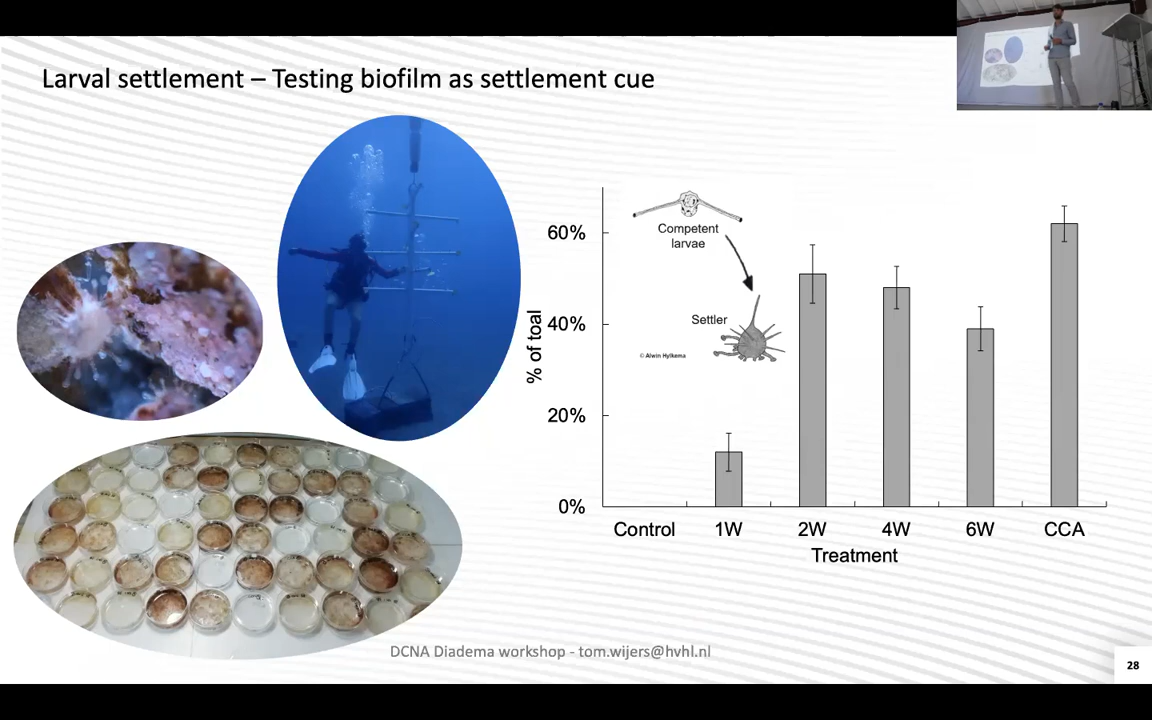 Larval settlement – Testing biofilm as settlement cue
% of toal
60%
40%
20%
0%
Competent
larvae
Settler
© Alwin Hylkema
Control 1W 2W 4W 6W CCA
Treatment
DCNA Diadema workshop - tom.wijers@hvhl.nl
28